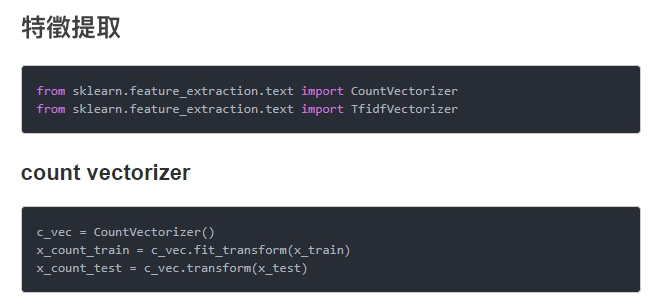 特徵提取
from sklearn.feature_extraction.text import CountVectorizer
from sklearn.feature_extraction.text import TfidfVectorizer
count vectorizer
c_vec = CountVectorizer()
x_count_train = c_vec.fit_transform(x_train)
x_count_test = c_vec.transform(x_test)